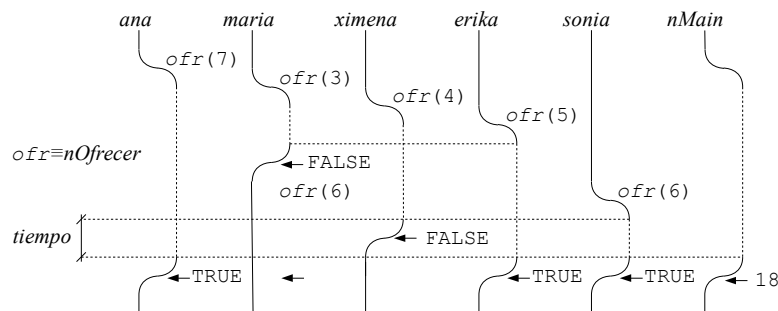 ana maria ximena erika sonia nMain
ofr(7)
ofr(3)
ofr(4)
ofr(5)
ofr≡nOfrecer
FALSE
ofr(6) ofr(6)
tiempo
FALSE
TRUE TRUE TRUE 18